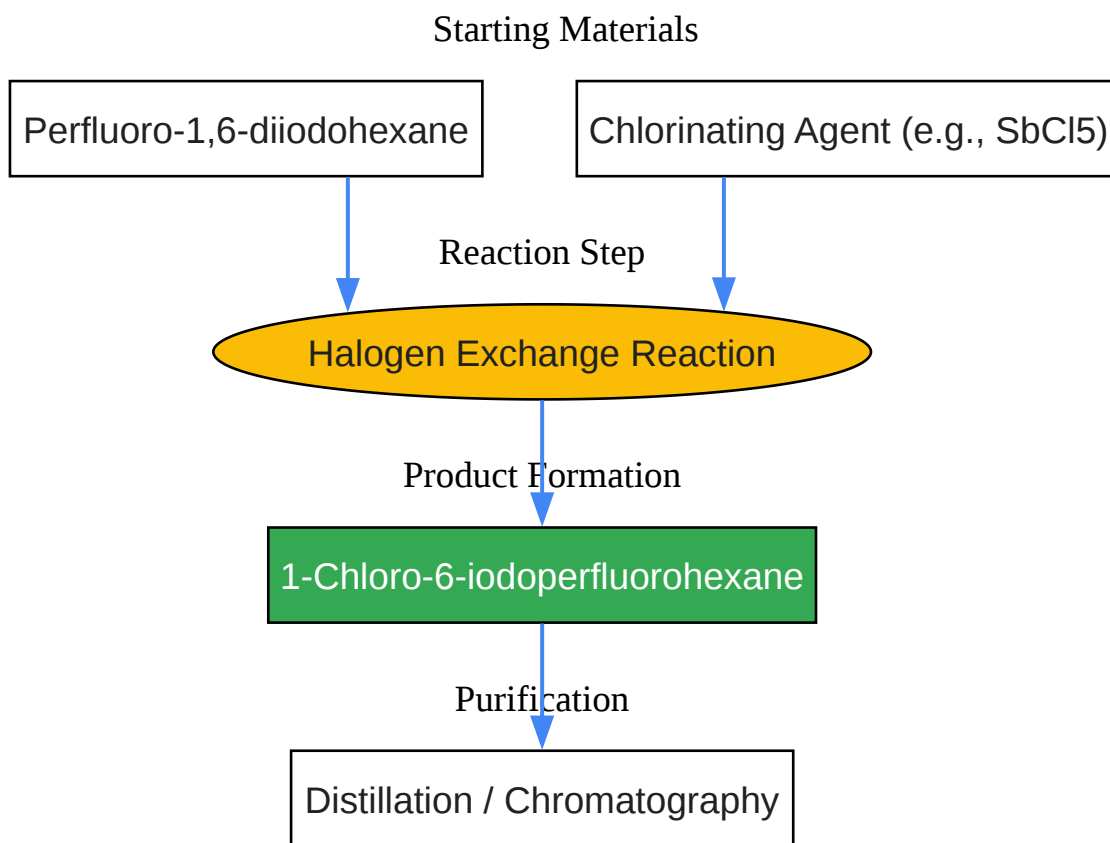 Starting Materials
Perfluoro-1,6-diiodohexane
Chlorinating Agent (e.g., SbCl5)
Reaction Step
Halogen Exchange Reaction
Product Formation
1-Chloro-6-iodoperfluorohexane
Purification
Distillation / Chromatography